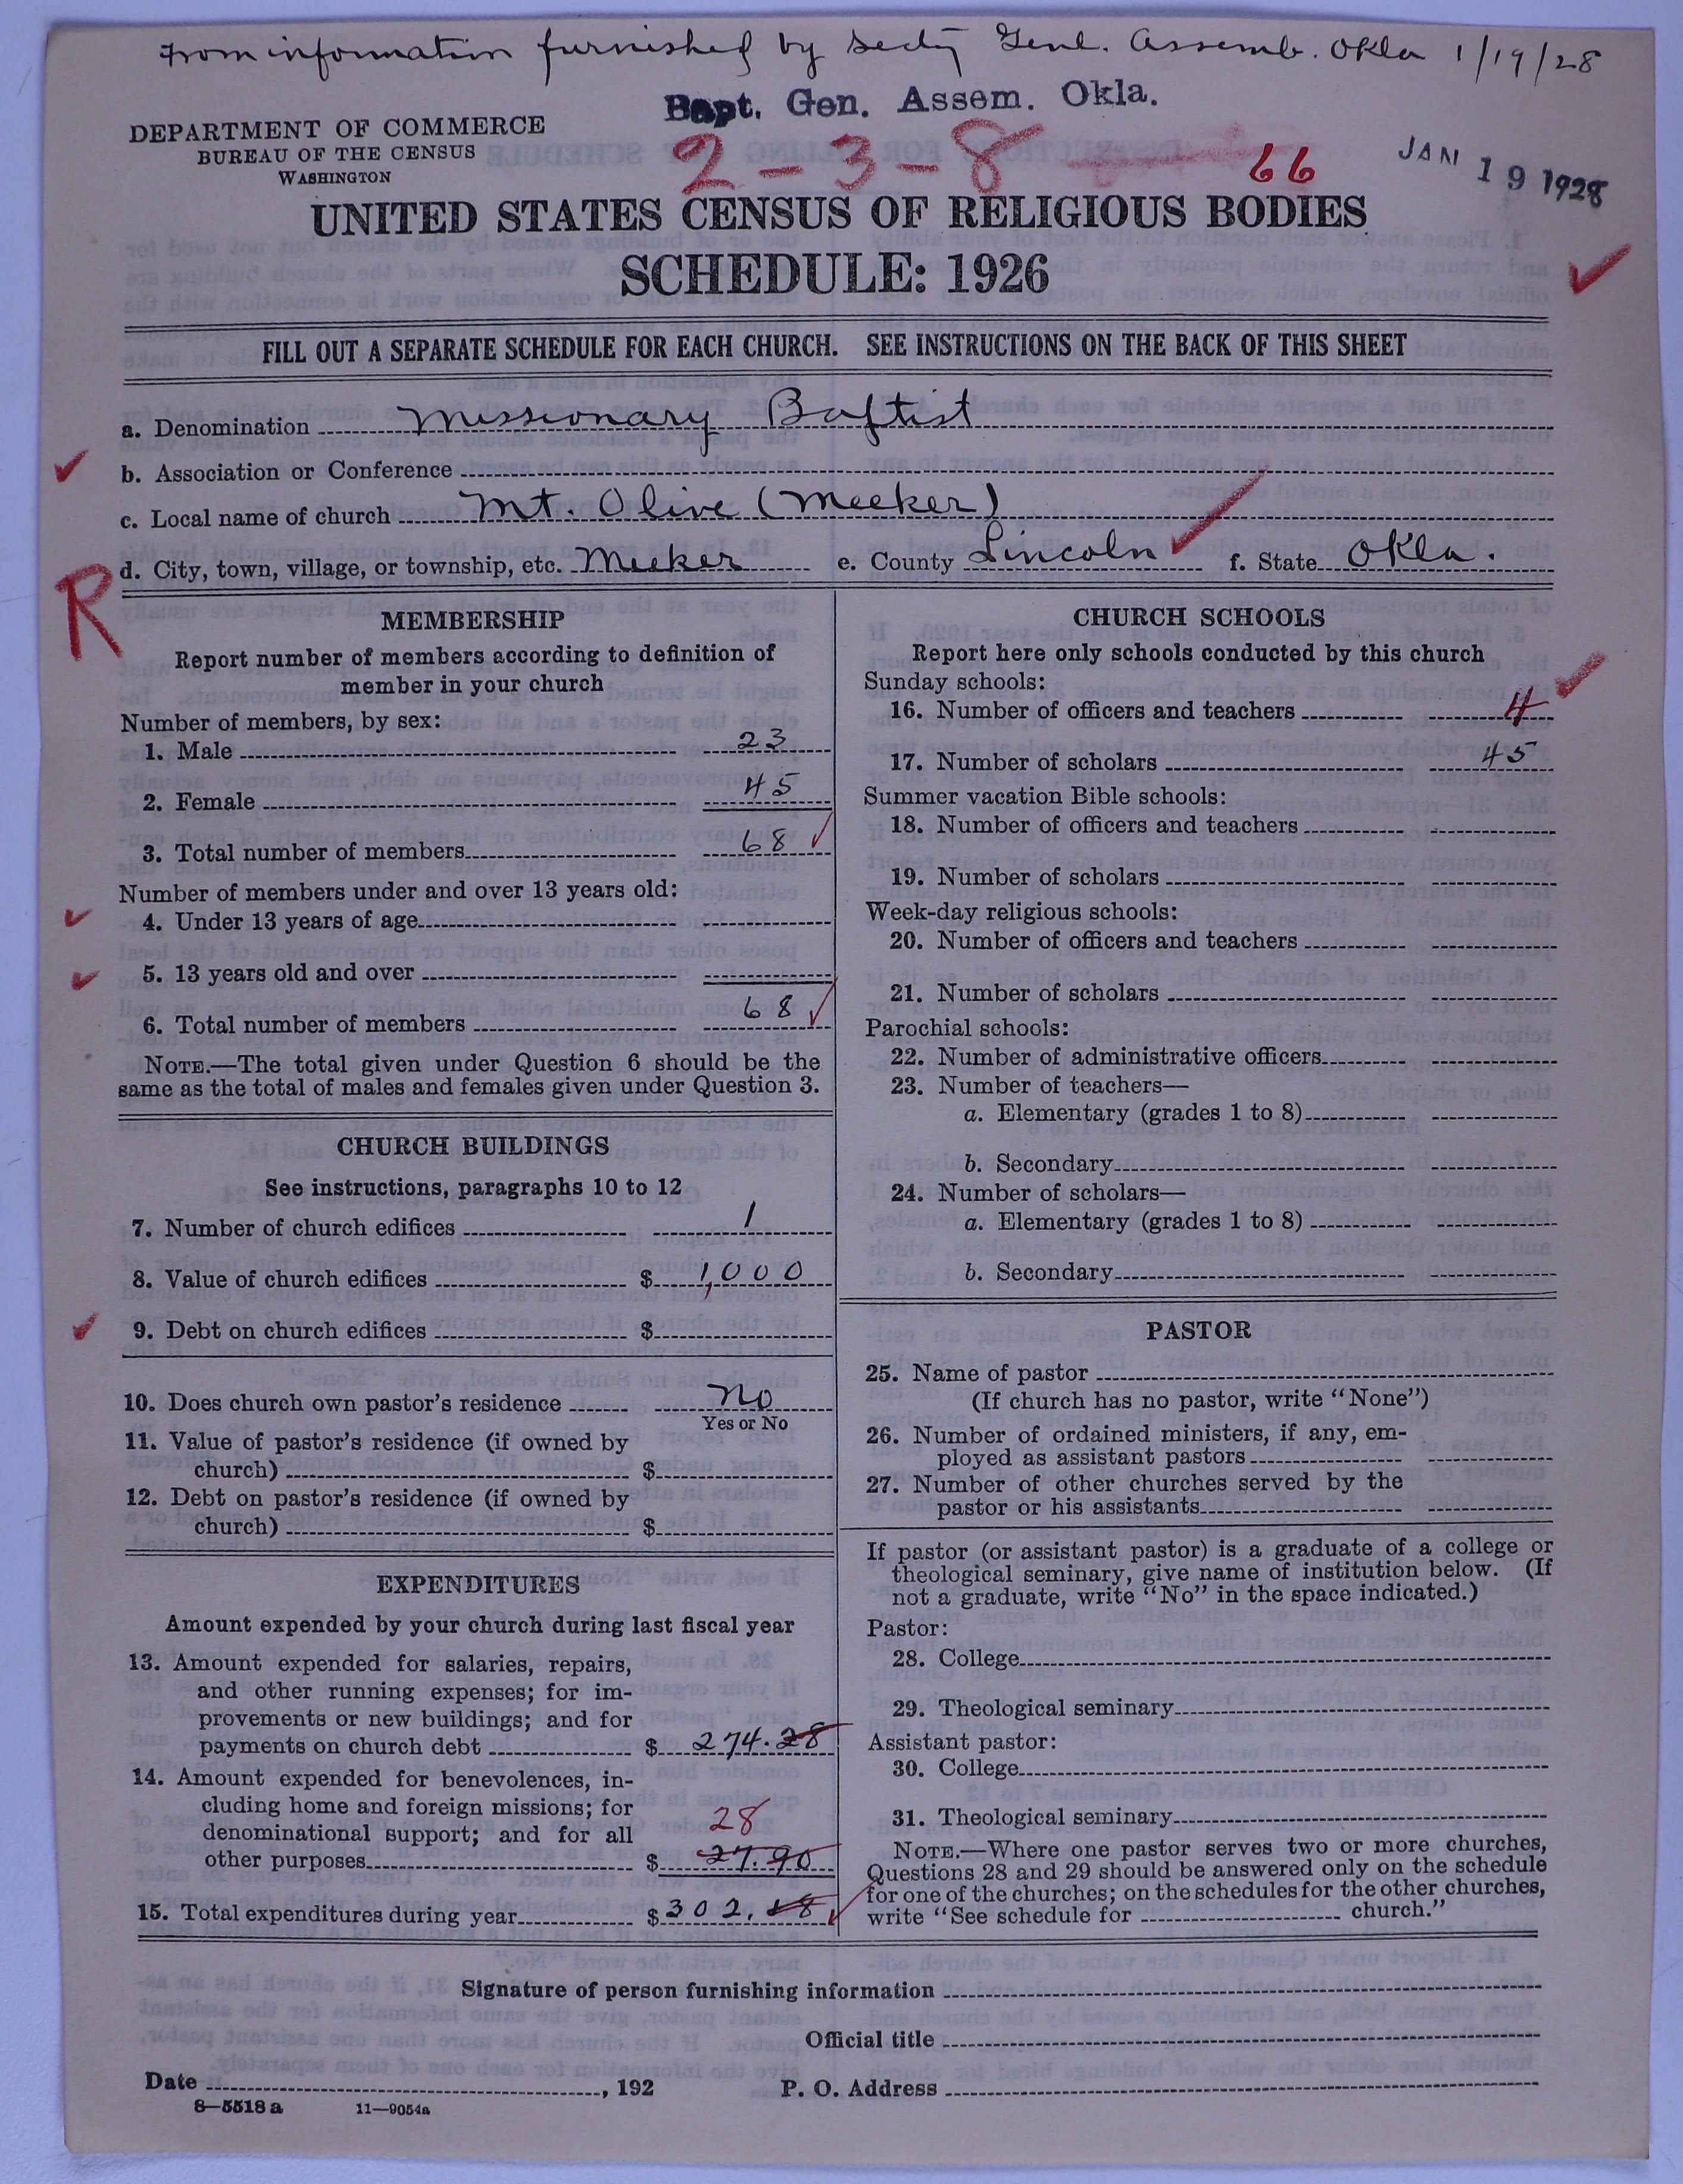 From information furnished by Secty Genl. Assemb. Okla 1/19/28
Bapt. Gen. Assem. Okla.
DEPARTMENT OF COMMERCE
BUREAU OF THE CENSUS
WASHINGTON
2-3-8
66
JAN 19 1928
UNITED STATES CENSUS OF RELIGIOUS BODIES
SCHEDULE: 1926
FILL OUT A SEPARATE SCHEDULE FOR EACH CHURCH. SEE INSTRUCTIONS ON THE BACK OF THIS SHEET
a. Denomination Missionary Baptist
b. Association or Conference
c. Local name of church Mt. Olive (Meeker)
d. City, town, village, or township, etc. Meeker e. County Lincoln f. State Okla.
R
MEMBERSHIP
Report number of members according to definition of
member in your church
Number of members, by sex:
1. Male 23
2. Female 45
3. Total number of members 68
Number of members under and over 13 years old:
4. Under 13 years of age
5. 13 years old and over
6. Total number of members 68
NOTE.—The total given under Question 6 should be the
same as the total of males and females given under Question 3.
CHURCH BUILDINGS
See instructions, paragraphs 10 to 12
7. Number of church edifices 1
8. Value of church edifices $ 1,000
9. Debt on church edifices $
10. Does church own pastor's residence No
Yes or No
11. Value of pastor's residence (if owned by
church) $
12. Debt on pastor's residence (if owned by
church) $
EXPENDITURES
Amount expended by your church during last fiscal year
13. Amount expended for salaries, repairs,
and other running expenses; for im-
provements or new buildings; and for
payments on church debt $ 274.28
14. Amount expended for benevolences, in-
cluding home and foreign missions; for
denominational support; and for all 28
other purposes $ 27.90
15. Total expenditures during year $ 302.18
CHURCH SCHOOLS
Report here only schools conducted by this church
Sunday schools:
16. Number of officers and teachers 4
17. Number of scholars 45
Summer vacation Bible schools:
18. Number of officers and teachers
19. Number of scholars
Week-day religious schools:
20. Number of officers and teachers
21. Number of scholars
Parochial schools:
22. Number of administrative officers
23. Number of teachers—
a. Elementary (grades 1 to 8)
b. Secondary
24. Number of scholars—
a. Elementary (grades 1 to 8)
b. Secondary
PASTOR
25. Name of pastor
(If church has no pastor, write "None")
26. Number of ordained ministers, if any, em-
ployed as assistant pastors
27. Number of other churches served by the
pastor or his assistants
If pastor (or assistant pastor) is a graduate of a college or
theological seminary, give name of institution below. (If
not a graduate, write "No" in the space indicated.)
Pastor:
28. College
29. Theological seminary
Assistant pastor:
30. College
31. Theological seminary
NOTE.—Where one pastor serves two or more churches,
Questions 28 and 29 should be answered only on the schedule
for one of the churches; on the schedules for the other churches,
write "See schedule for church."
Signature of person furnishing information
Official title
Date , 192 P. O. Address
8—5518 a 11—9054a